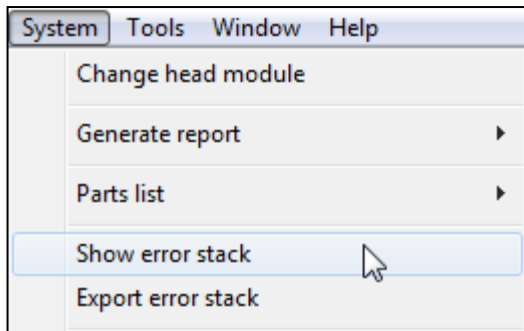 System Tools Window Help
Change head module
Generate report
Parts list
Show error stack
Export error stack